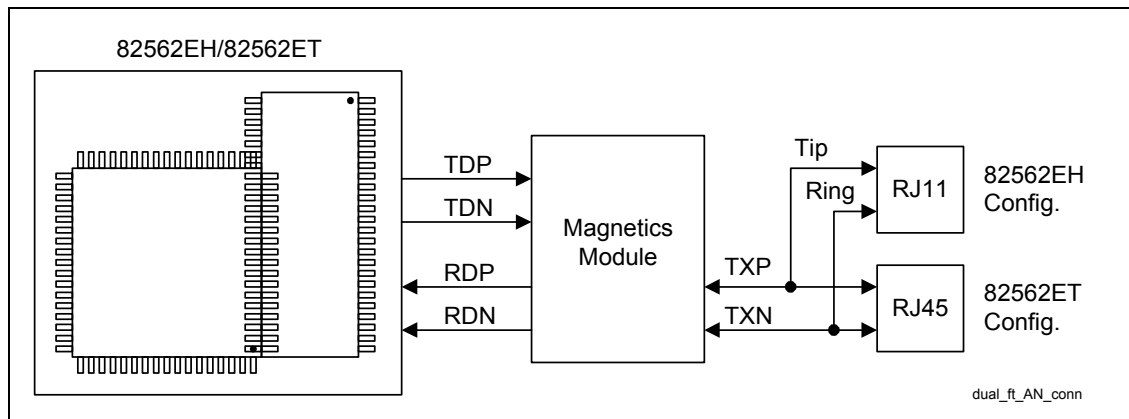 82562EH/82562ET
TDP
TDN
RDP
RDN
Magnetics
Module
TXP
TXN
Tip
Ring
RJ11
82562EH
Config.
RJ45
82562ET
Config.
dual_ft_AN_conn